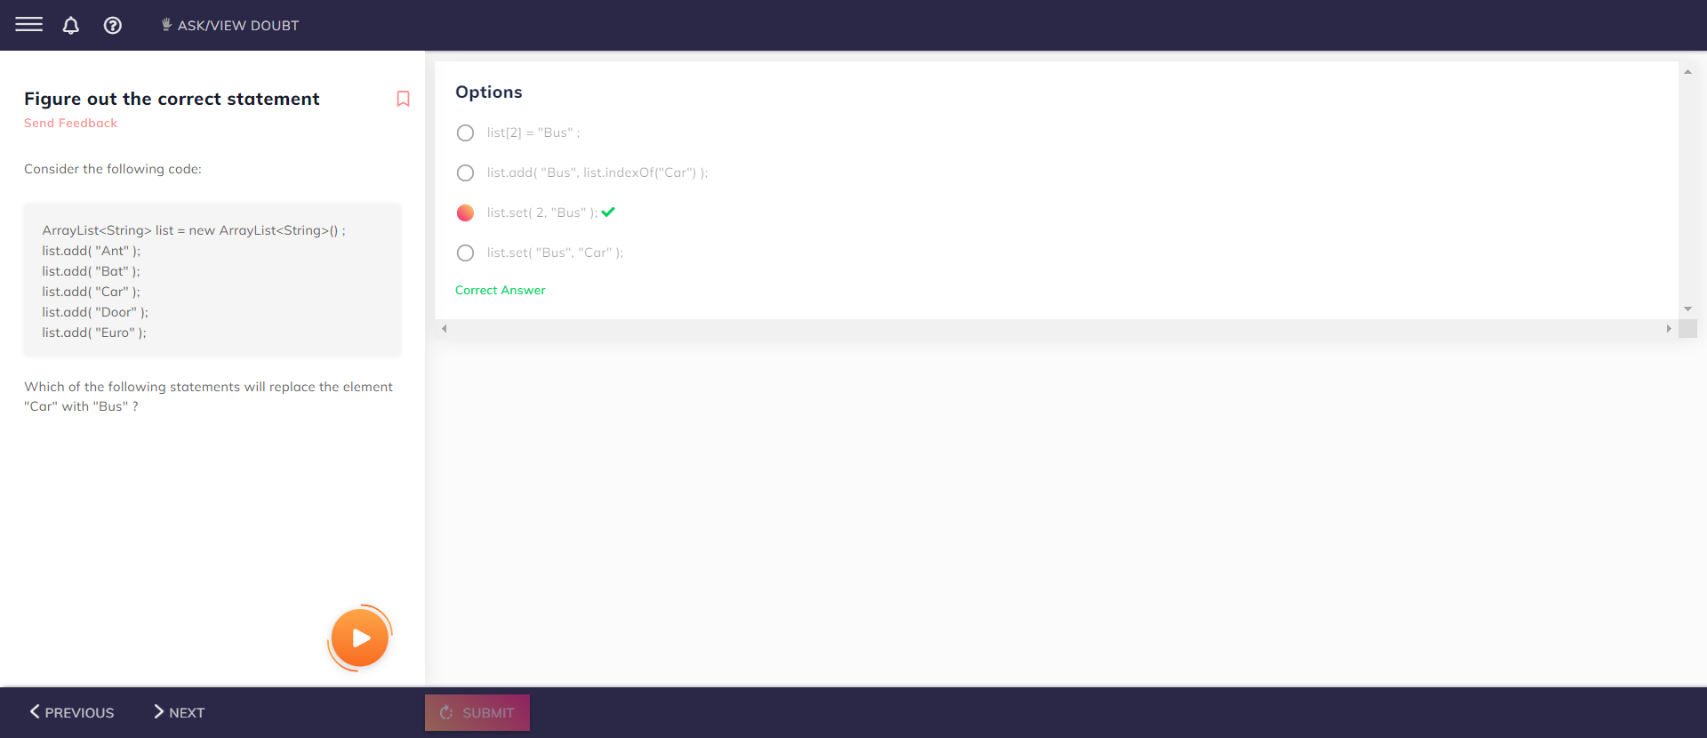 ASK/VIEW DOUBT
Figure out the correct statement
Send Feedback
Consider the following code:
ArrayList<String> list = new ArrayList<String>() ;
list.add( "Ant" );
list.add( "Bat" );
list.add( "Car" );
list.add( "Door" );
list.add( "Euro" );
Which of the following statements will replace the element
"Car" with "Bus" ?
Options
list[2] = "Bus" ;
list.add( "Bus", list.indexOf("Car") );
list.set( 2, "Bus" );
list.set( "Bus", "Car" );
Correct Answer
PREVIOUS
NEXT
SUBMIT